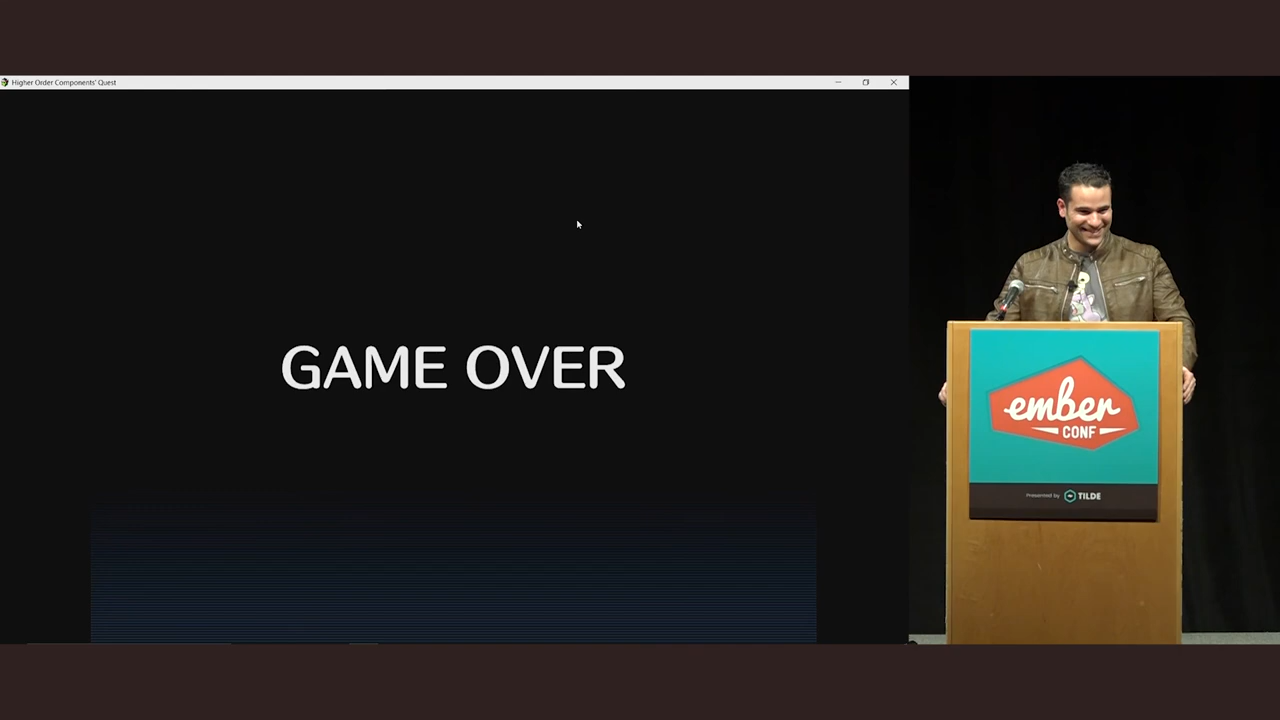 Higher Order Components' Quest
GAME OVER
ember
CONF
Presented by TILDE